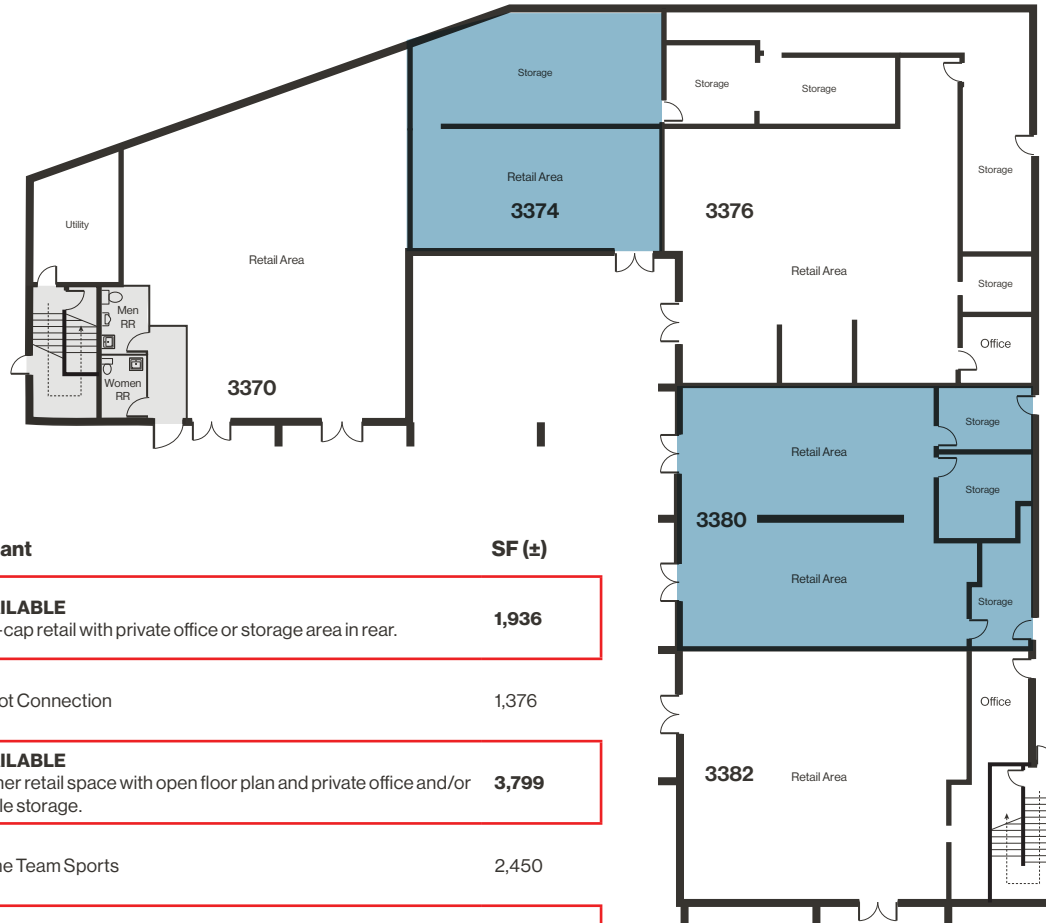 Storage
Storage
Storage
Retail Area
3374
3376
Storage
Utility
Retail Area
Retail Area
Storage
Men
RR
Office
Women
RR
3370
Retail Area
Storage
Storage
3380
Retail Area
Storage
Office
3382
Retail Area
ant SF (±)
ILABLE
-cap retail with private office or storage area in rear. 1,936
ot Connection 1,376
ILABLE
ner retail space with open floor plan and private office and/or 3,799
le storage.
ne Team Sports 2,450